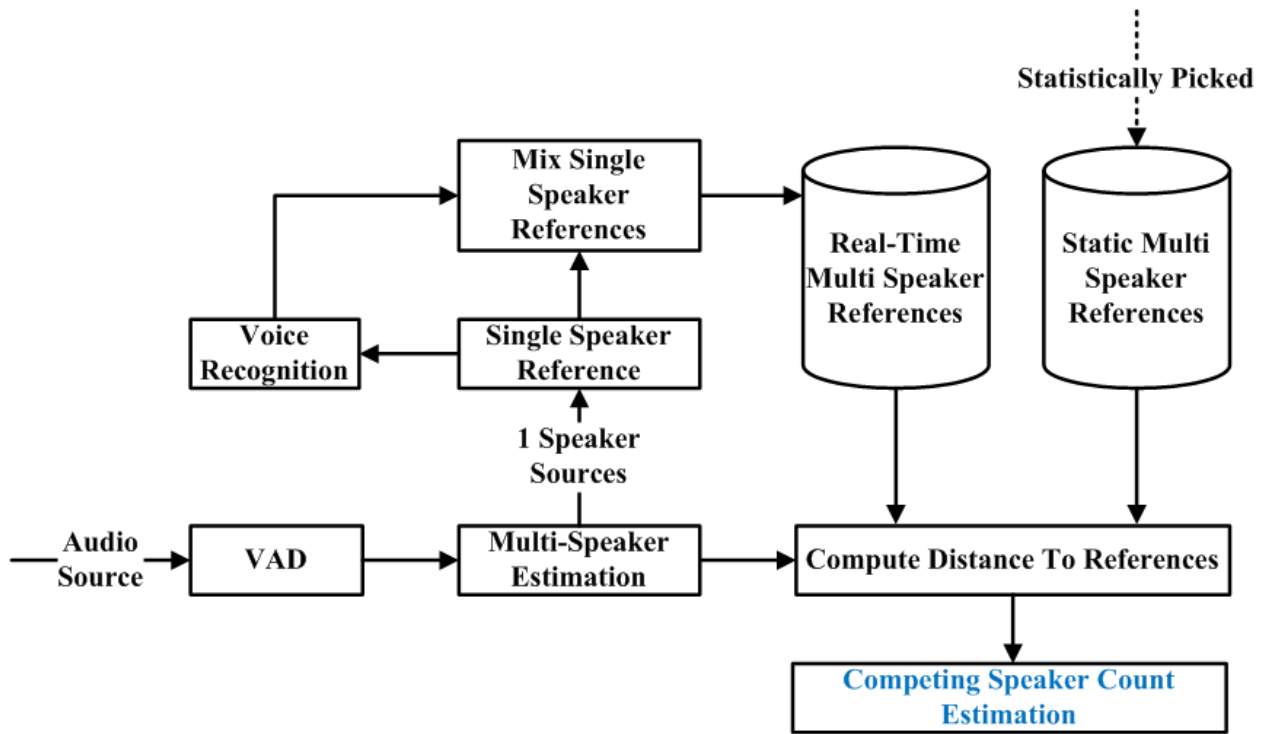 Statistically Picked
Mix Single
Speaker
References
Real-Time
Multi Speaker
References
Static Multi
Speaker
References
Voice
Recognition
Single Speaker
Reference
1 Speaker
Sources
Audio
Source
VAD
Multi-Speaker
Estimation
Compute Distance To References
Competing Speaker Count
Estimation